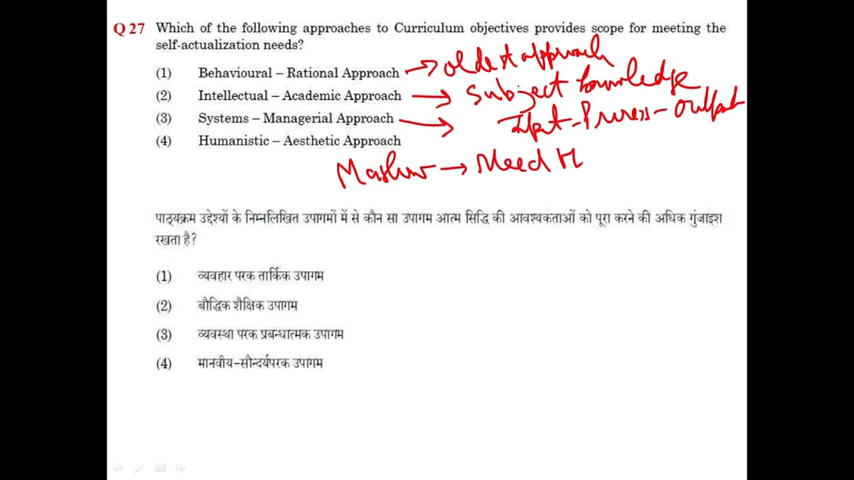 Q 27 Which of the following approaches to Curriculum objectives provides scope for meeting the
self-actualization needs?
(1) Behavioural – Rational Approach → Oldest approach
(2) Intellectual – Academic Approach → Subject knowledge
(3) Systems – Managerial Approach → Process - Output
(4) Humanistic – Aesthetic Approach
→ Need H
पाठ्यक्रम उद्देश्यों के निम्नलिखित उपागमों में से कौन सा उपागम आत्म सिद्धि की आवश्यकताओं को पूरा करने की अधिक गुंजाइश
रखता है?
(1) व्यवहार परक तार्किक उपागम
(2) बौद्धिक शैक्षिक उपागम
(3) व्यवस्था परक प्रबन्धात्मक उपागम
(4) मानवीय–सौन्दर्यपरक उपागम